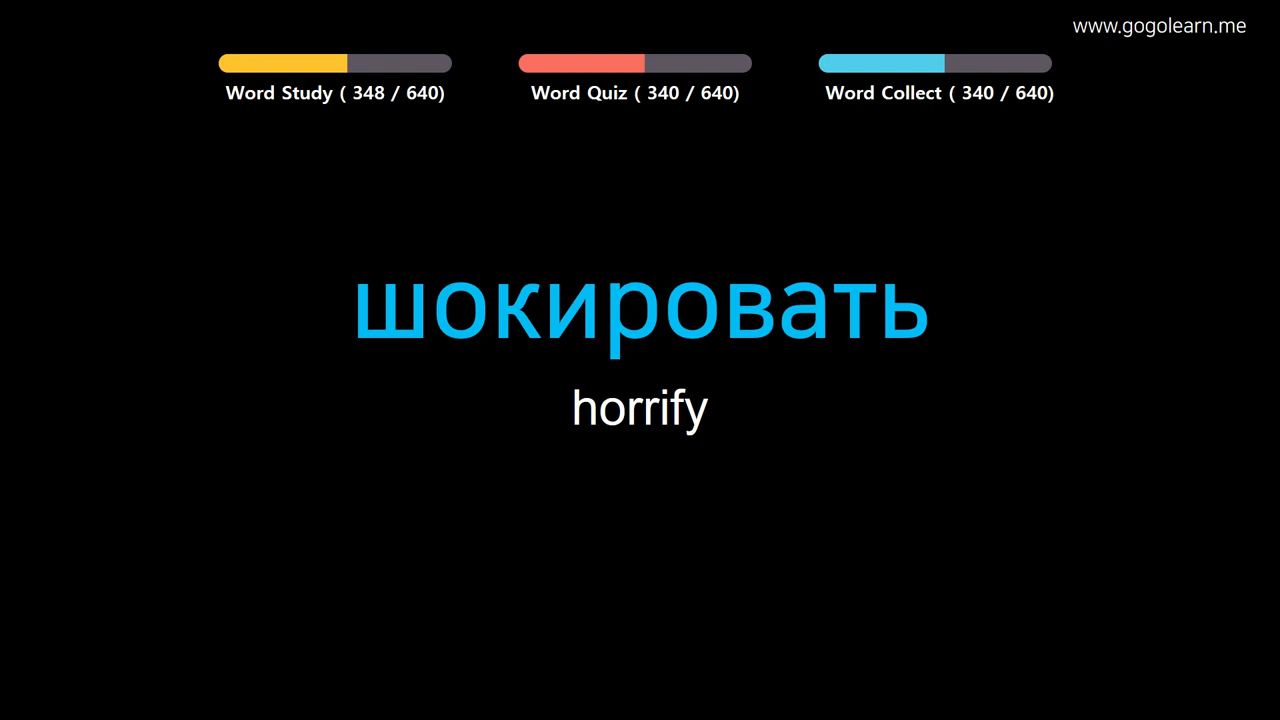 www.gogolearn.me
Word Study ( 348 / 640)
Word Quiz ( 340 / 640)
Word Collect ( 340 / 640)
шокировать
horrify